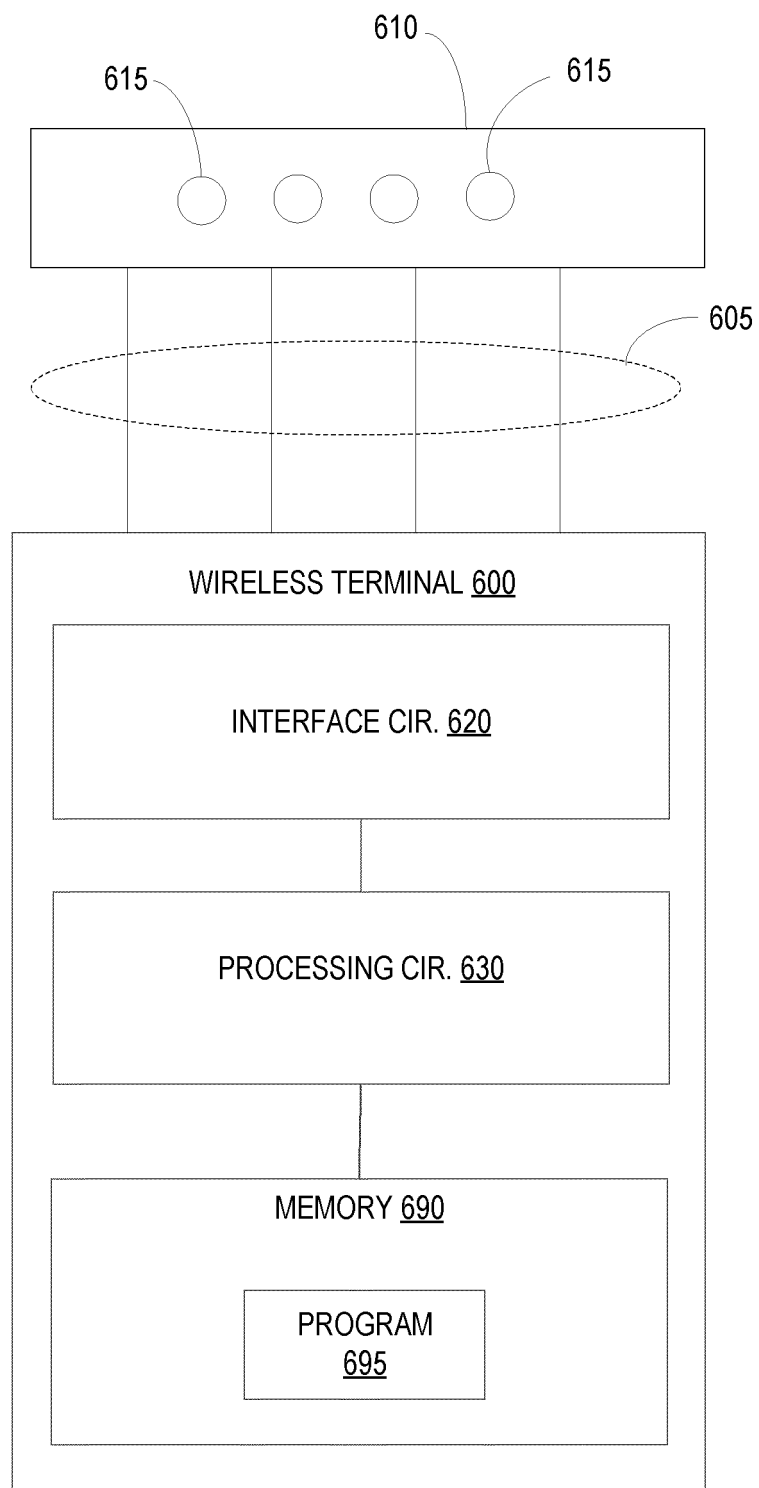 610
615
615
605
WIRELESS TERMINAL 600
INTERFACE CIR. 620
PROCESSING CIR. 630
MEMORY 690
PROGRAM
695